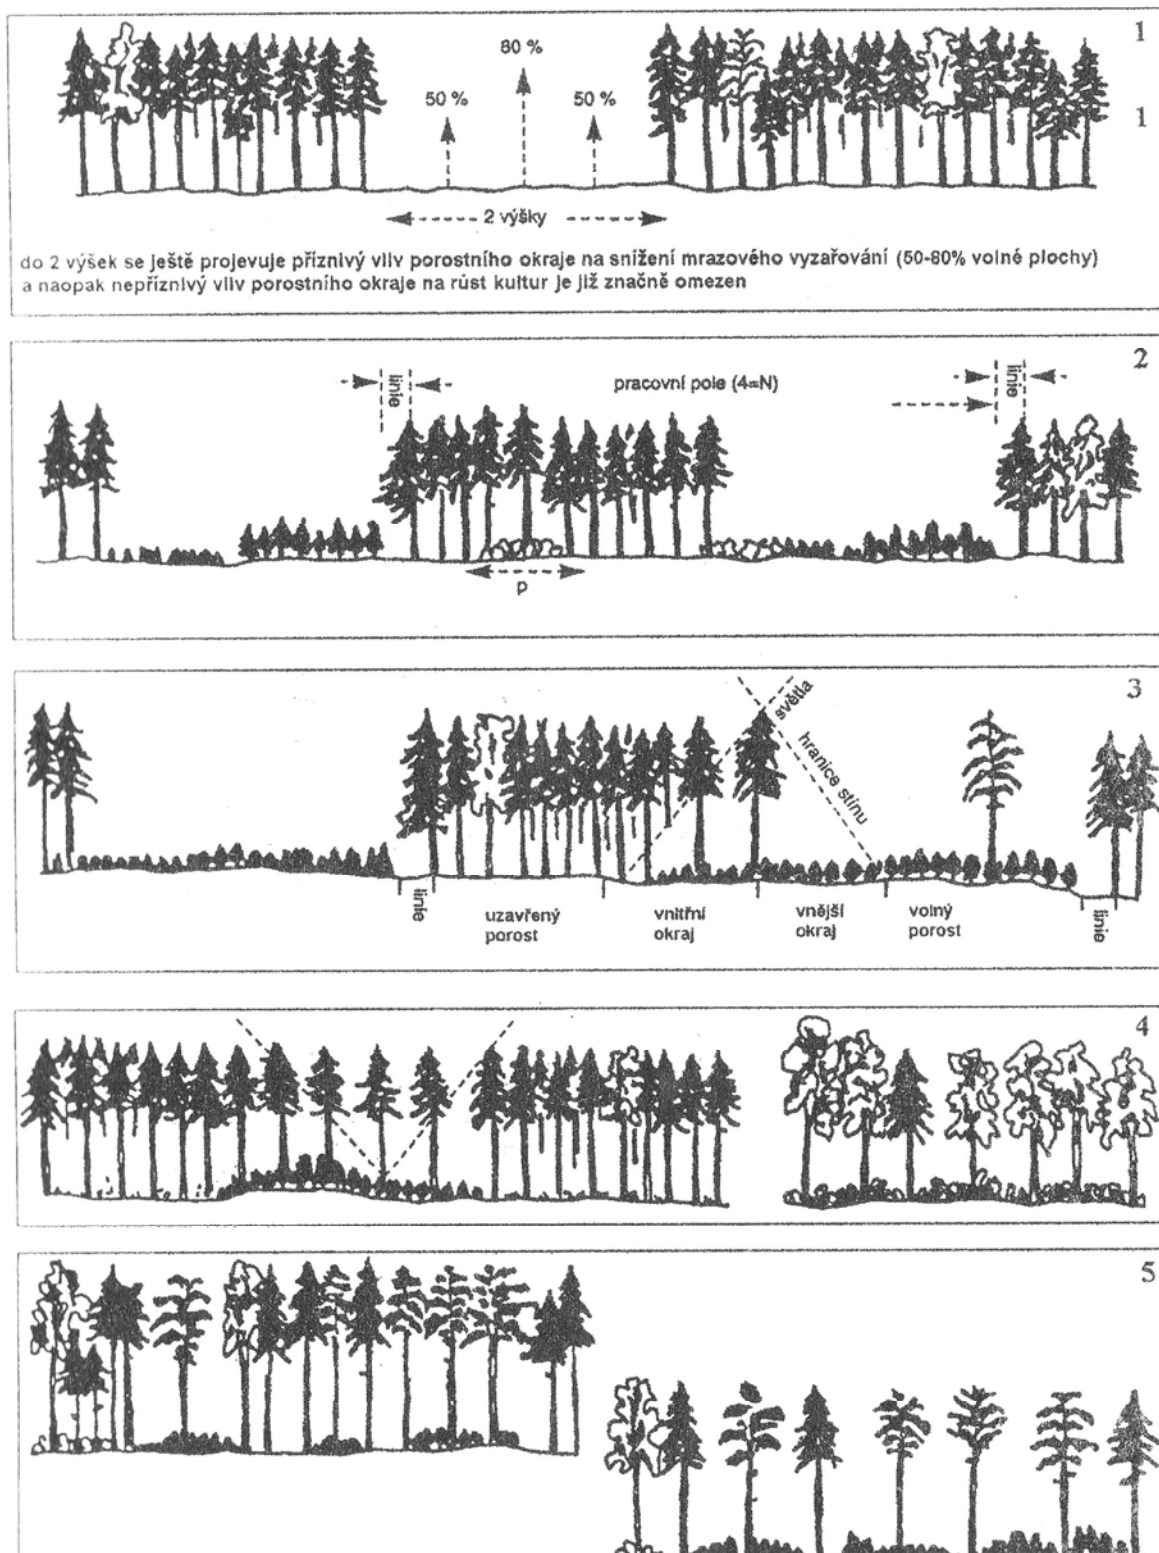 1
80 %
50 %
50 %
1
2 výšky
do 2 výšek se ještě projevuje příznivý vliv porostního okraje na snížení mrazového vyzařování (50-80% volné plochy)
a naopak nepříznivý vliv porostního okraje na růst kultur je již značně omezen
2
linie
pracovní pole (4=N)
linie
p
3
světla
hranice stínu
linie
uzavřený
porost
vnitřní
okraj
vnější
okraj
volný
porost
linie
4
5